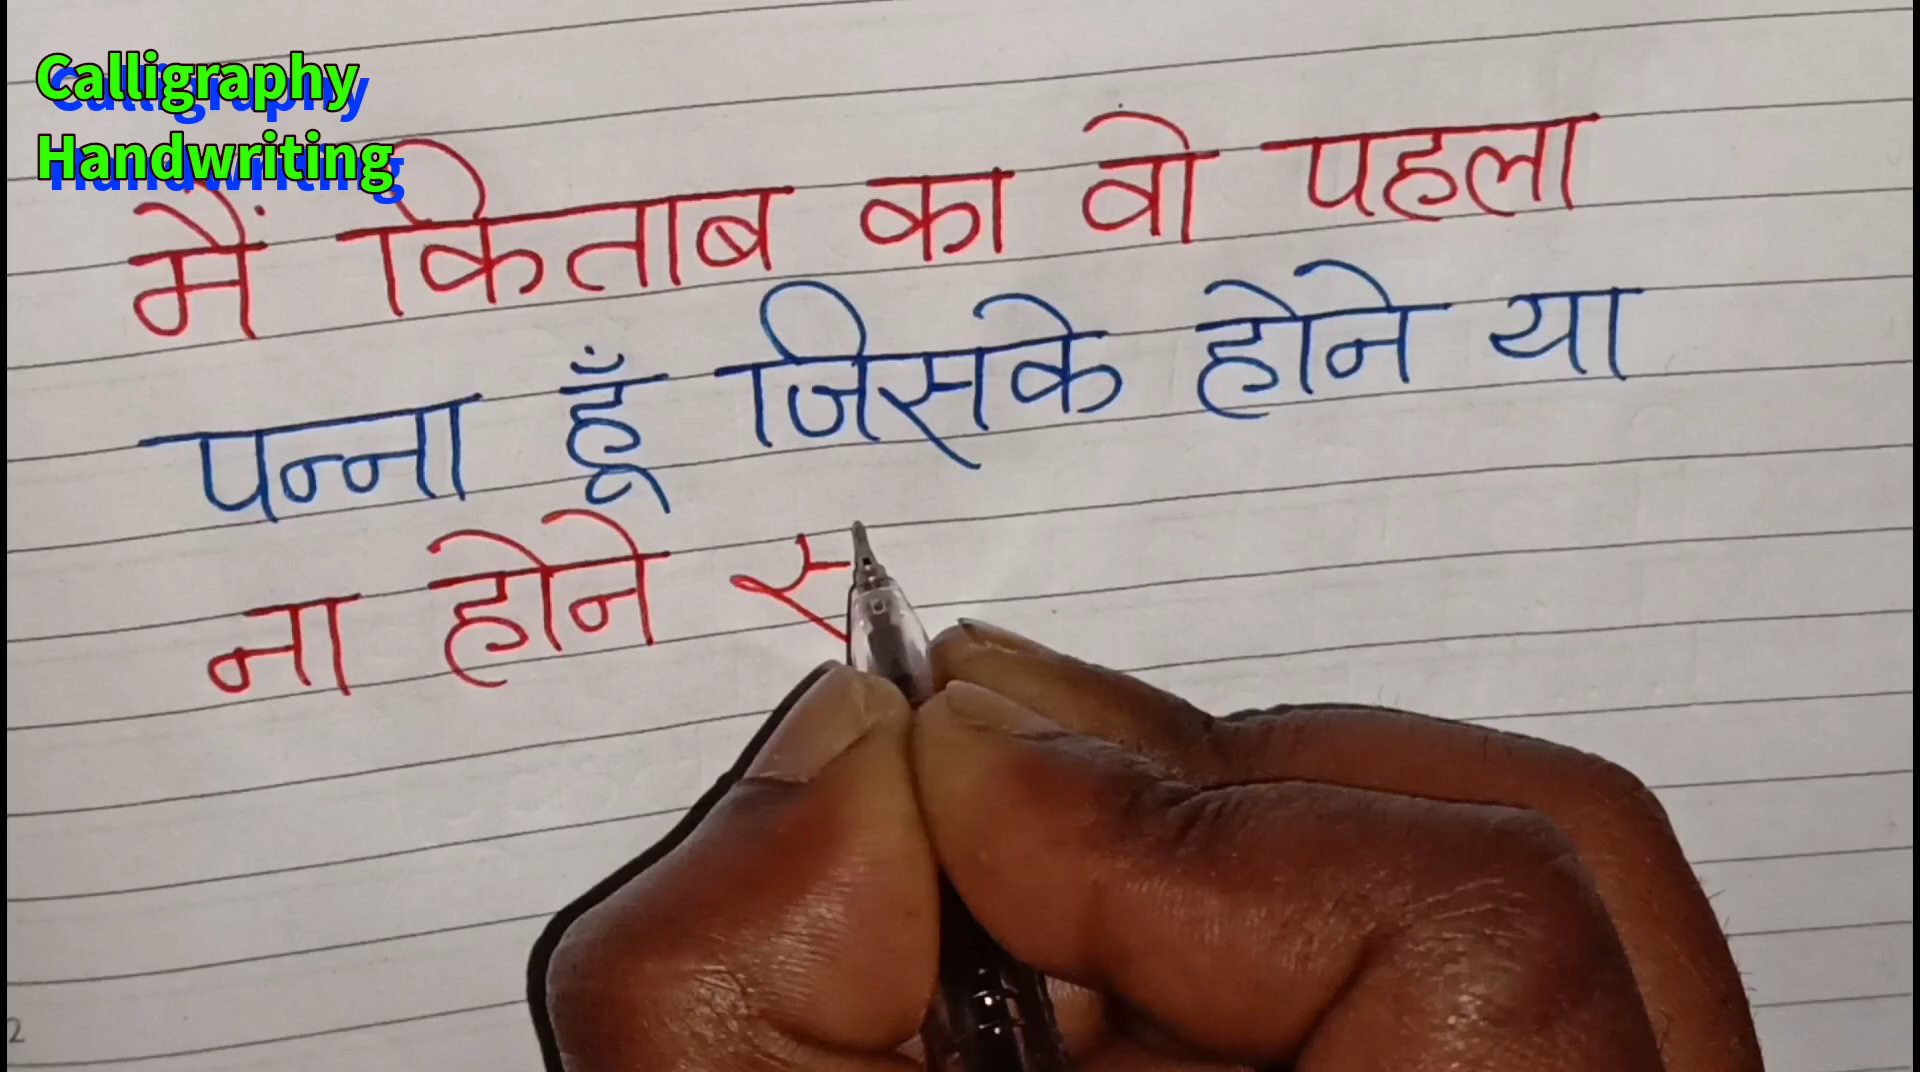 Calligraphy
Handwriting
मैं किताब का वो पहला
पन्ना हूँ जिसके होने या
ना होने